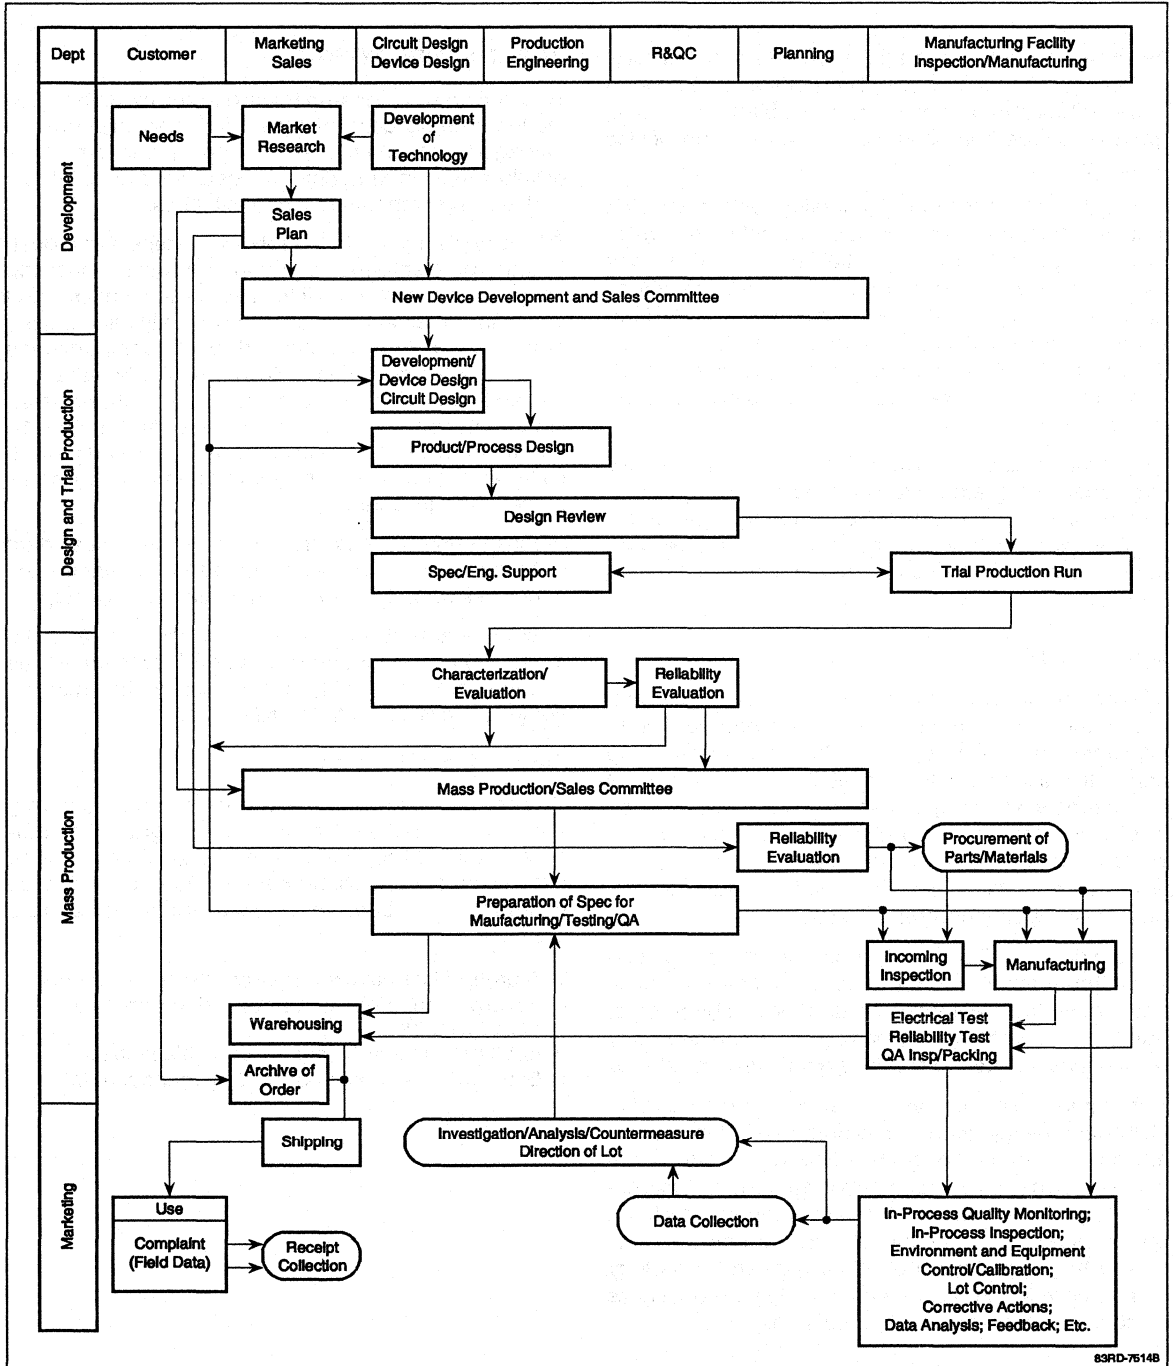 Dept
Customer
Marketing
Sales
Circuit Design
Device Design
Production
Engineering
R&QC
Planning
Manufacturing Facility
Inspection/Manufacturing
Development
Needs
Market
Research
Development
of
Technology
Sales
Plan
New Device Development and Sales Committee
Design and Trial Production
Development/
Device Design
Circuit Design
Product/Process Design
Design Review
Spec/Eng. Support
Trial Production Run
Mass Production
Characterization/
Evaluation
Reliability
Evaluation
Mass Production/Sales Committee
Reliability
Evaluation
Procurement of
Parts/Materials
Preparation of Spec for
Maufacturing/Testing/QA
Incoming
Inspection
Manufacturing
Warehousing
Electrical Test
Reliability Test
QA Insp/Packing
Archive of
Order
Marketing
Shipping
Investigation/Analysis/Countermeasure
Direction of Lot
Use
Complaint
(Field Data)
Receipt
Collection
Data Collection
In-Process Quality Monitoring;
In-Process Inspection;
Environment and Equipment
Control/Calibration;
Lot Control;
Corrective Actions;
Data Analysis; Feedback; Etc.
83RD-7514B